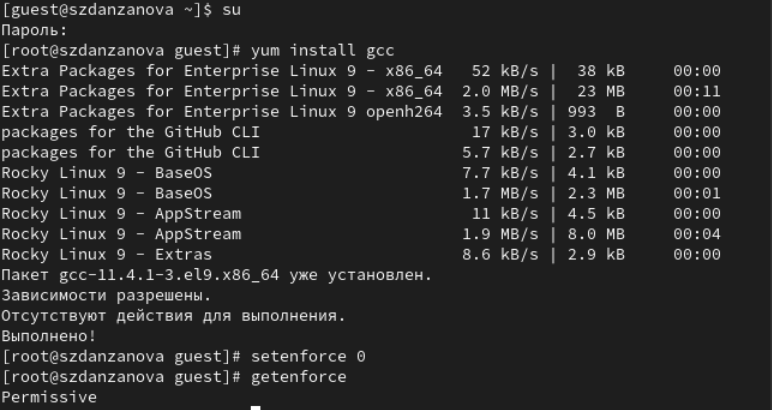 [guest@szdanzanova ~]$ su
Пароль:
[root@szdanzanova guest]# yum install gcc
Extra Packages for Enterprise Linux 9 - x86_64   52 kB/s |  38 kB     00:00
Extra Packages for Enterprise Linux 9 - x86_64  2.0 MB/s |  23 MB     00:11
Extra Packages for Enterprise Linux 9 openh264  3.5 kB/s | 993  B     00:00
packages for the GitHub CLI                      17 kB/s | 3.0 kB     00:00
packages for the GitHub CLI                     5.7 kB/s | 2.7 kB     00:00
Rocky Linux 9 - BaseOS                          7.7 kB/s | 4.1 kB     00:00
Rocky Linux 9 - BaseOS                          1.7 MB/s | 2.3 MB     00:01
Rocky Linux 9 - AppStream                        11 kB/s | 4.5 kB     00:00
Rocky Linux 9 - AppStream                       1.9 MB/s | 8.0 MB     00:04
Rocky Linux 9 - Extras                          8.6 kB/s | 2.9 kB     00:00
Пакет gcc-11.4.1-3.el9.x86_64 уже установлен.
Зависимости разрешены.
Отсутствуют действия для выполнения.
Выполнено!
[root@szdanzanova guest]# setenforce 0
[root@szdanzanova guest]# getenforce
Permissive